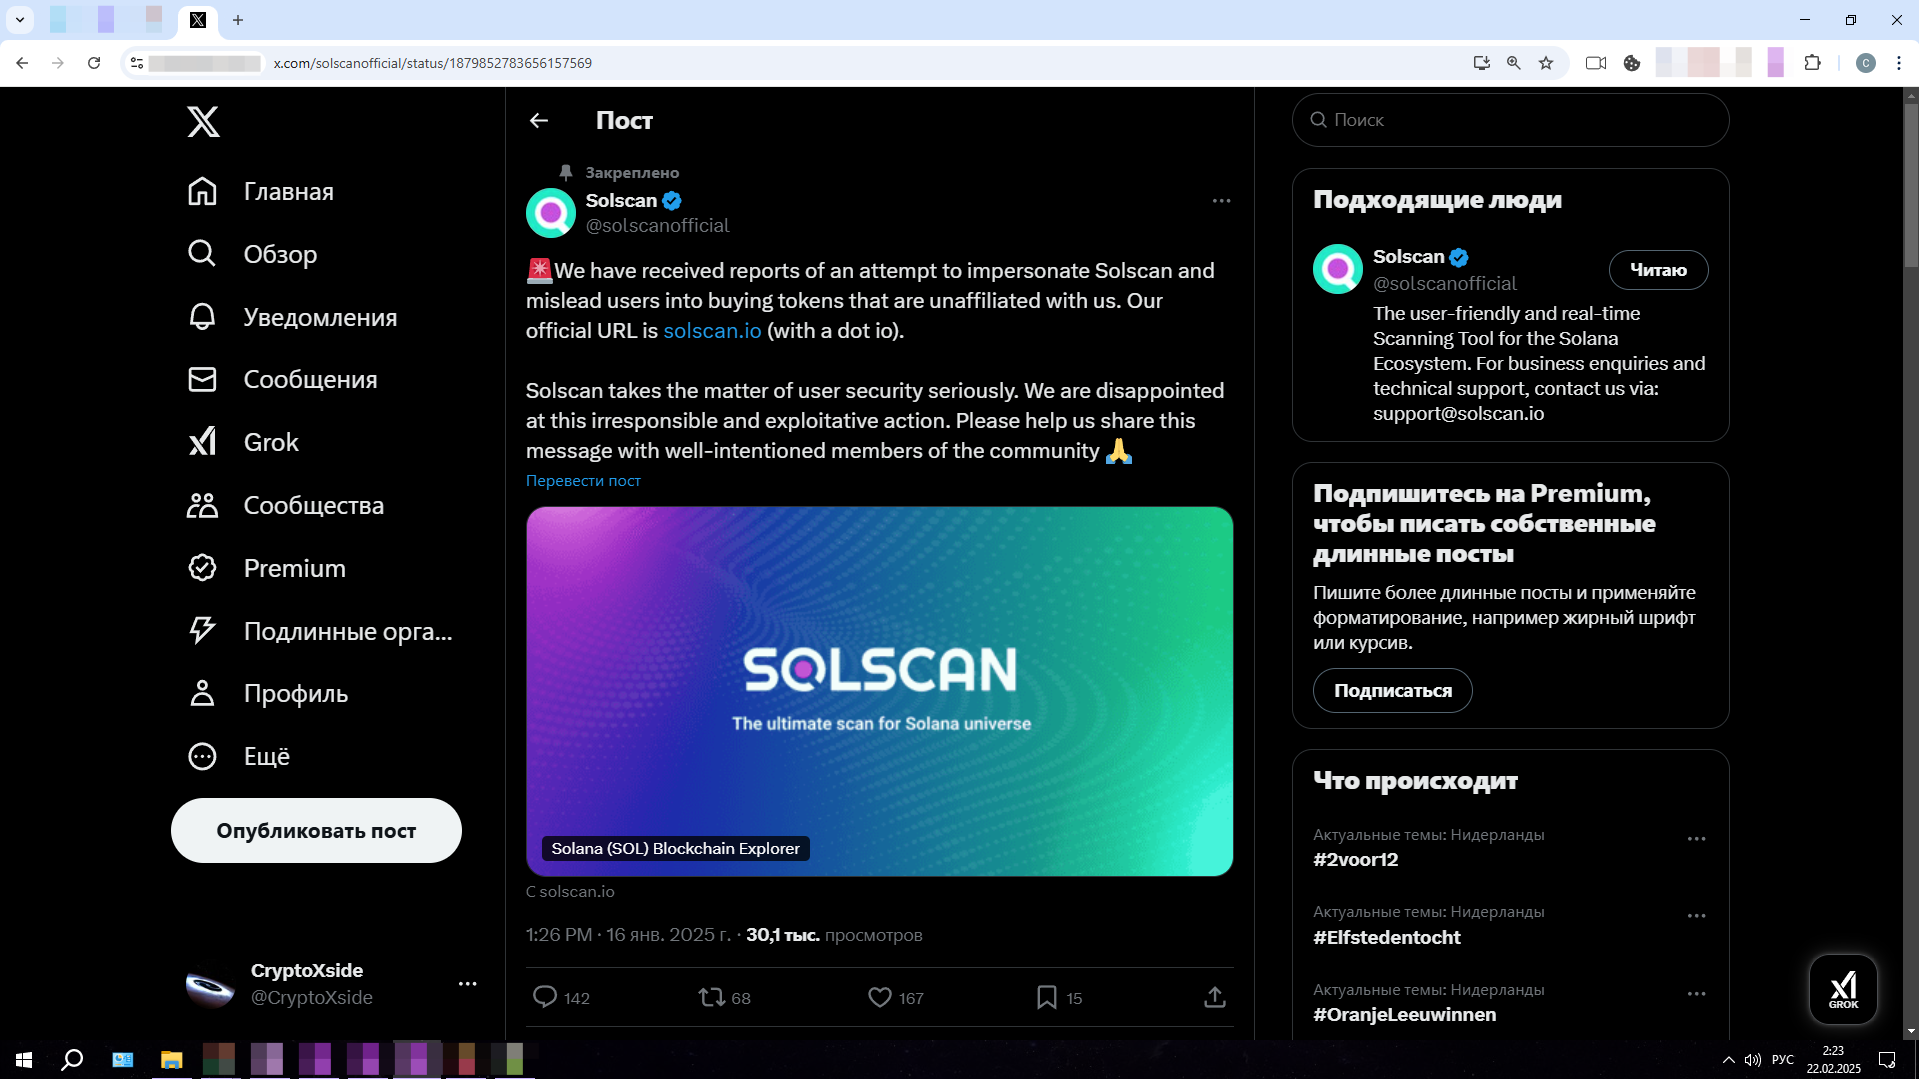 x.com/solscanofficial/status/1879852783656157569
C
Главная
Обзор
Уведомления
Сообщения
Grok
Сообщества
Premium
Подлинные орга...
Профиль
Ещё
Опубликовать пост
CryptoXside
@CryptoXside
Пост
Закреплено
Solscan
@solscanofficial
We have received reports of an attempt to impersonate Solscan and
mislead users into buying tokens that are unaffiliated with us. Our
official URL is solscan.io (with a dot io).
Solscan takes the matter of user security seriously. We are disappointed
at this irresponsible and exploitative action. Please help us share this
message with well-intentioned members of the community
Перевести пост
SOLSCAN
The ultimate scan for Solana universe
Solana (SOL) Blockchain Explorer
С solscan.io
1:26 PM · 16 янв. 2025 г. · 30,1 тыс. просмотров
142 68 167 15
Поиск
Подходящие люди
Solscan
@solscanofficial
Читаю
The user-friendly and real-time
Scanning Tool for the Solana
Ecosystem. For business enquiries and
technical support, contact us via:
support@solscan.io
Подпишитесь на Premium,
чтобы писать собственные
длинные посты
Пишите более длинные посты и применяйте
форматирование, например жирный шрифт
или курсив.
Подписаться
Что происходит
Актуальные темы: Нидерланды
#2voor12
Актуальные темы: Нидерланды
#Elfstedentocht
Актуальные темы: Нидерланды
#OranjeLeeuwinnen
GROK
РУС
2:23
22.02.2025